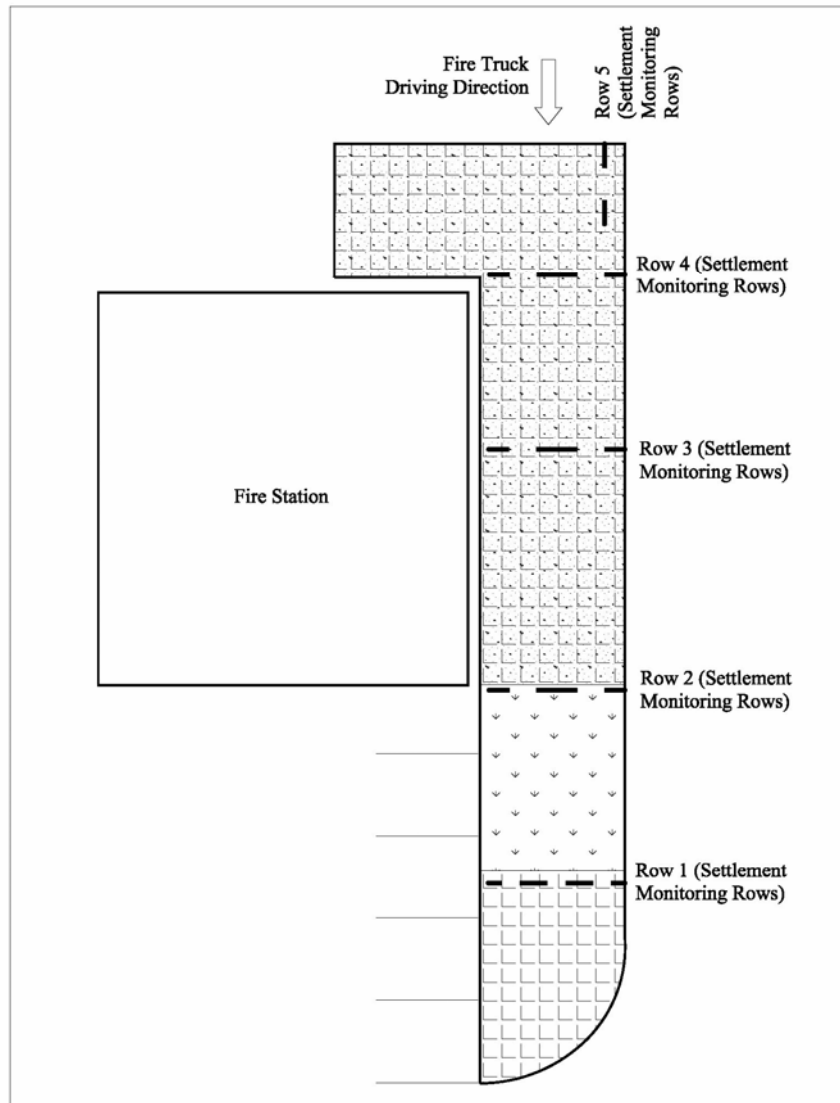 Fire Truck
Driving Direction
Row 5
(Settlement
Monitoring
Rows)
Row 4 (Settlement
Monitoring Rows)
Row 3 (Settlement
Monitoring Rows)
Fire Station
Row 2 (Settlement
Monitoring Rows)
Row 1 (Settlement
Monitoring Rows)